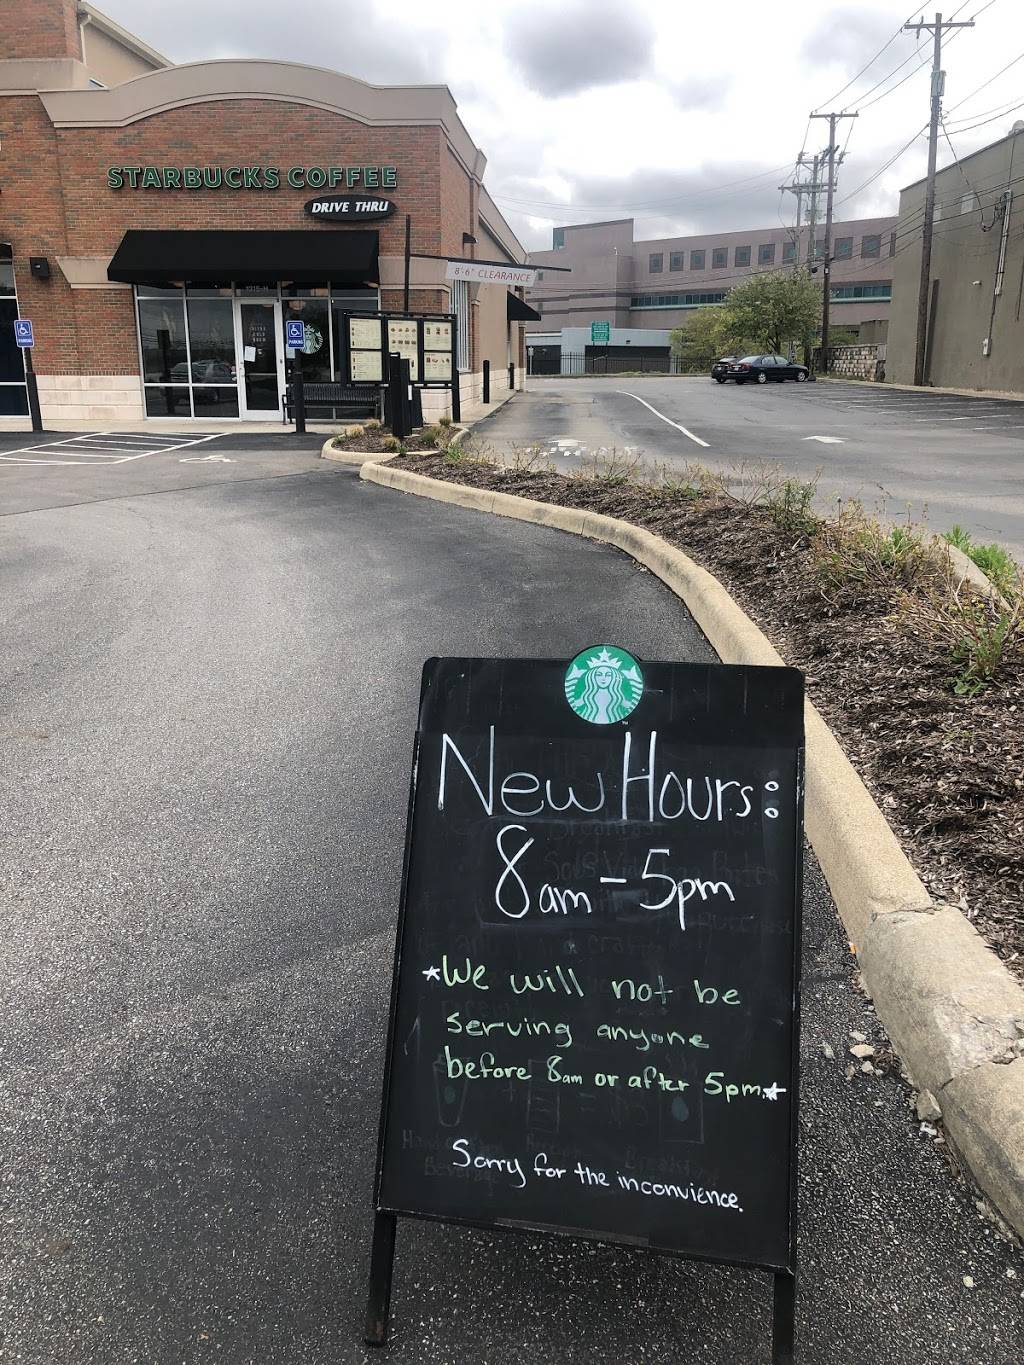 STARBUCKS COFFEE
DRIVE THRU
8'-6" CLEARANCE
PARKING
New Hours:
8am - 5pm
*We will not be
serving anyone
before 8am or after 5pm.*
Sorry for the inconvience.